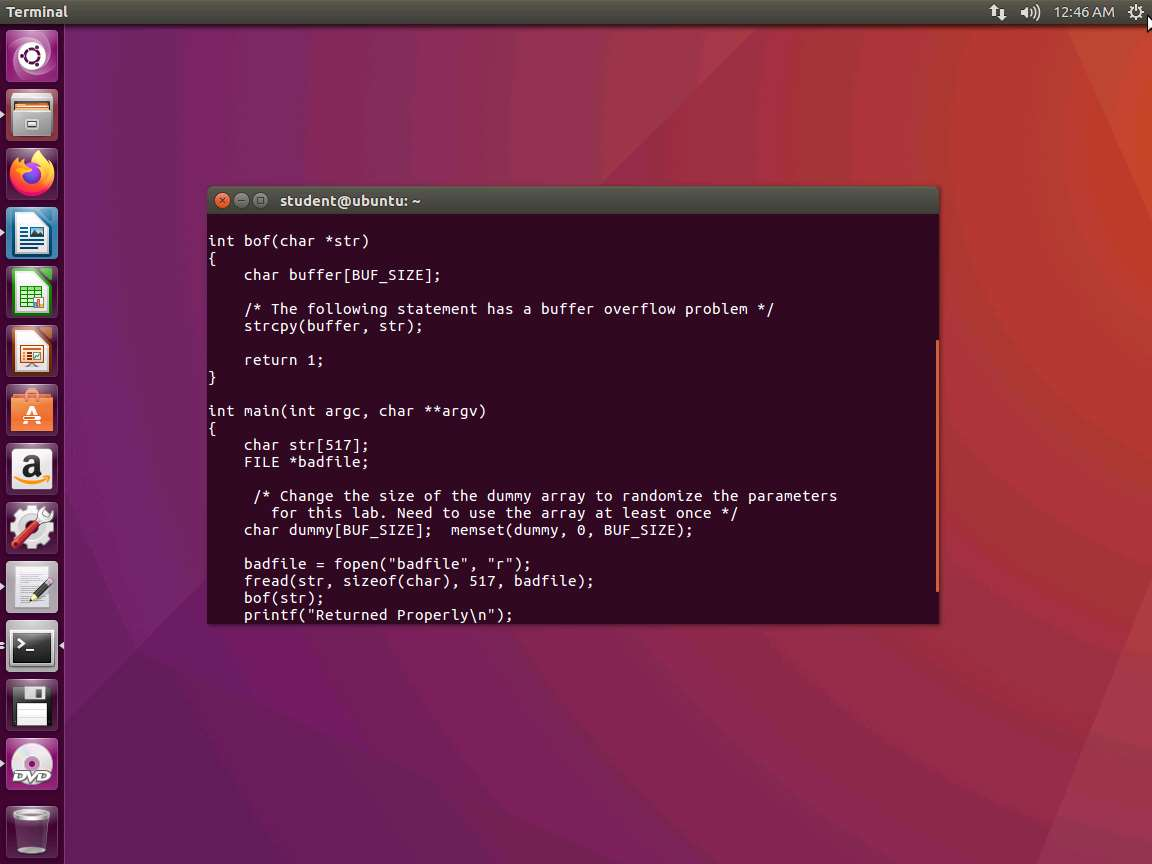 Terminal
12:46 AM
student@ubuntu: ~
int bof(char *str)
{
    char buffer[BUF_SIZE];
    /* The following statement has a buffer overflow problem */
    strcpy(buffer, str);
    return 1;
}
int main(int argc, char **argv)
{
    char str[517];
    FILE *badfile;
     /* Change the size of the dummy array to randomize the parameters
       for this lab. Need to use the array at least once */
    char dummy[BUF_SIZE];  memset(dummy, 0, BUF_SIZE);
    badfile = fopen("badfile", "r");
    fread(str, sizeof(char), 517, badfile);
    bof(str);
    printf("Returned Properly\n");
A
a
>_
DVD